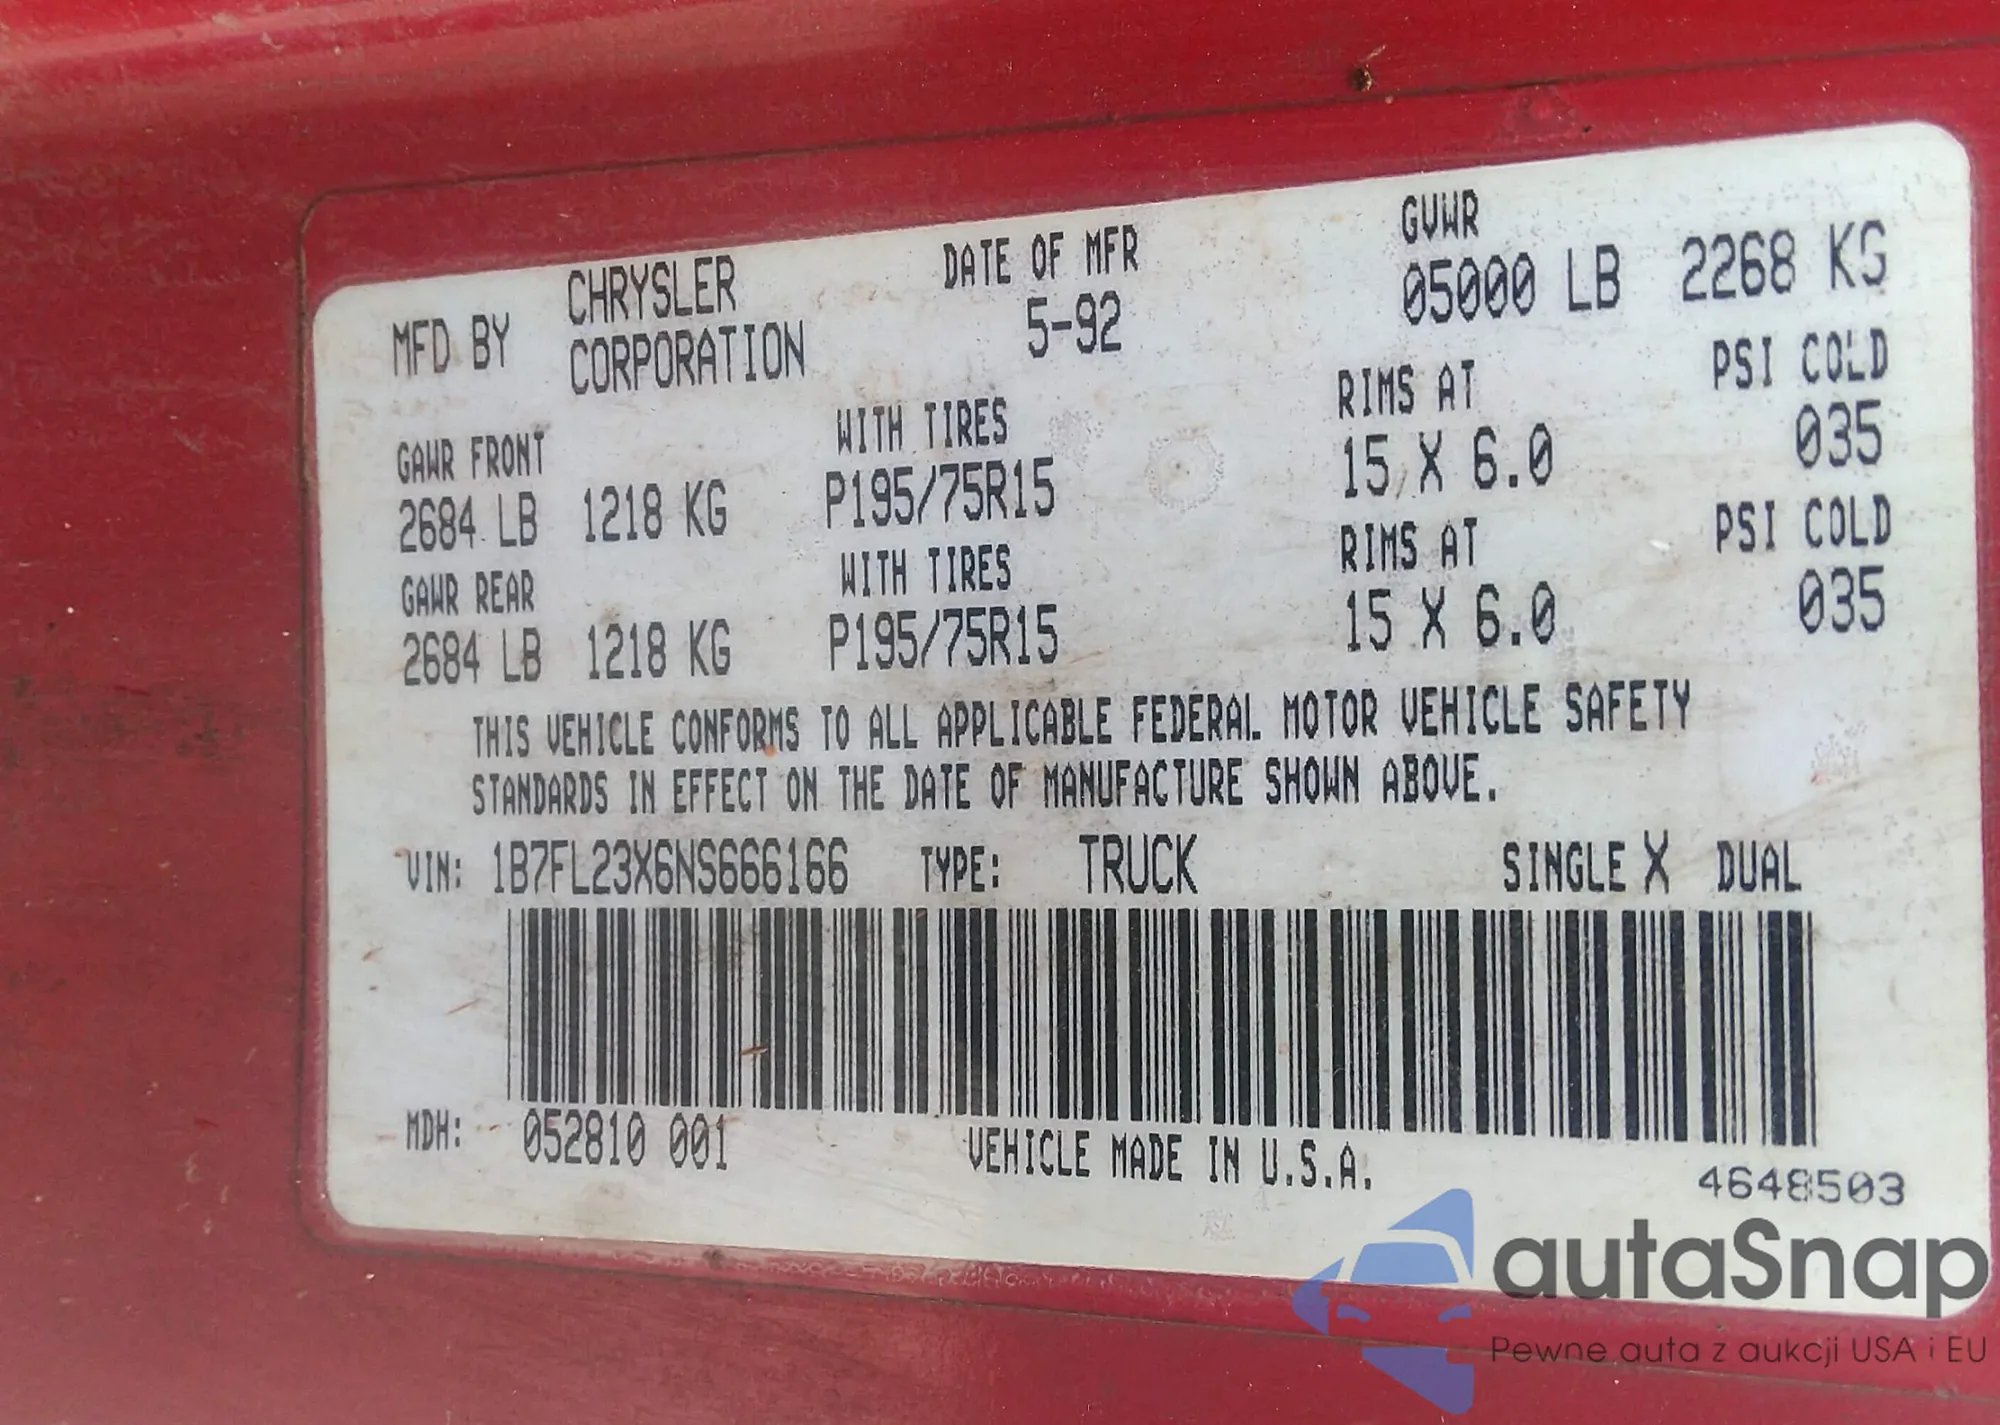 MFD BY CHRYSLER CORPORATION
DATE OF MFR
5-92
GVWR
05000 LB 2268 KG
GAWR FRONT WITH TIRES RIMS AT PSI COLD
2684 LB 1218 KG P195/75R15 15 X 6.0 035
GAWR REAR WITH TIRES RIMS AT PSI COLD
2684 LB 1218 KG P195/75R15 15 X 6.0 035
THIS VEHICLE CONFORMS TO ALL APPLICABLE FEDERAL MOTOR VEHICLE SAFETY
STANDARDS IN EFFECT ON THE DATE OF MANUFACTURE SHOWN ABOVE.
VIN: 1B7FL23X6NS666166 TYPE: TRUCK SINGLE X DUAL
MDH: 052810 001 VEHICLE MADE IN U.S.A.
4648503
autaSnap
Pewne auta z aukcji USA i EU